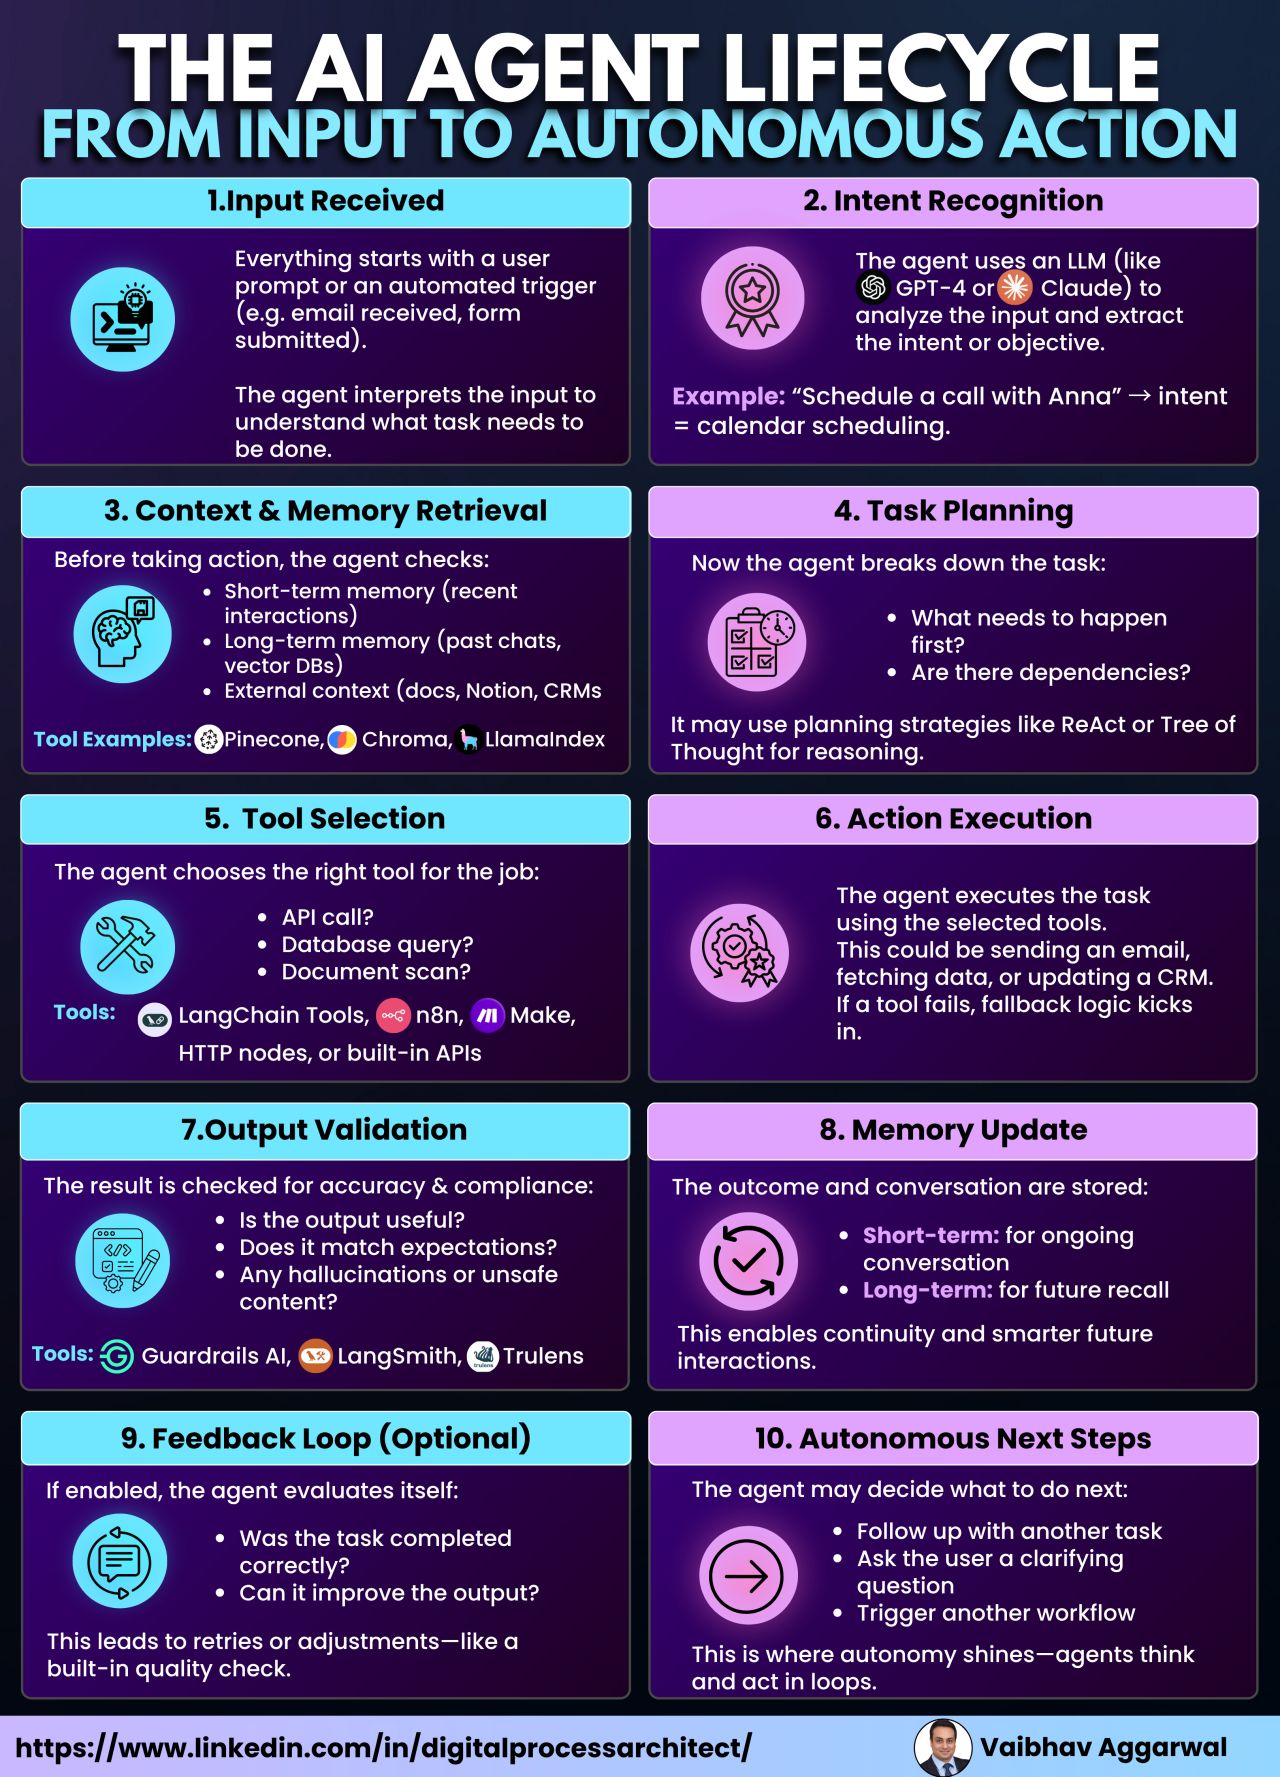 THE AI AGENT LIFECYCLE
FROM INPUT TO AUTONOMOUS ACTION
1.Input Received
Everything starts with a user
prompt or an automated trigger
(e.g. email received, form
submitted).
The agent interprets the input to
understand what task needs to
be done.
2. Intent Recognition
The agent uses an LLM (like
GPT-4 or Claude) to
analyze the input and extract
the intent or objective.
Example: “Schedule a call with Anna” → intent
= calendar scheduling.
3. Context & Memory Retrieval
Before taking action, the agent checks:
• Short-term memory (recent
interactions)
• Long-term memory (past chats,
vector DBs)
• External context (docs, Notion, CRMs
Tool Examples: Pinecone, Chroma, LlamaIndex
4. Task Planning
Now the agent breaks down the task:
• What needs to happen
first?
• Are there dependencies?
It may use planning strategies like ReAct or Tree of
Thought for reasoning.
5. Tool Selection
The agent chooses the right tool for the job:
• API call?
• Database query?
• Document scan?
Tools: LangChain Tools, n8n, Make,
HTTP nodes, or built-in APIs
6. Action Execution
The agent executes the task
using the selected tools.
This could be sending an email,
fetching data, or updating a CRM.
If a tool fails, fallback logic kicks
in.
7.Output Validation
The result is checked for accuracy & compliance:
• Is the output useful?
• Does it match expectations?
• Any hallucinations or unsafe
content?
Tools: Guardrails AI, LangSmith, trulens Trulens
8. Memory Update
The outcome and conversation are stored:
• Short-term: for ongoing
conversation
• Long-term: for future recall
This enables continuity and smarter future
interactions.
9. Feedback Loop (Optional)
If enabled, the agent evaluates itself:
• Was the task completed
correctly?
• Can it improve the output?
This leads to retries or adjustments—like a
built-in quality check.
10. Autonomous Next Steps
The agent may decide what to do next:
• Follow up with another task
• Ask the user a clarifying
question
• Trigger another workflow
This is where autonomy shines—agents think
and act in loops.
https://www.linkedin.com/in/digitalprocessarchitect/
Vaibhav Aggarwal